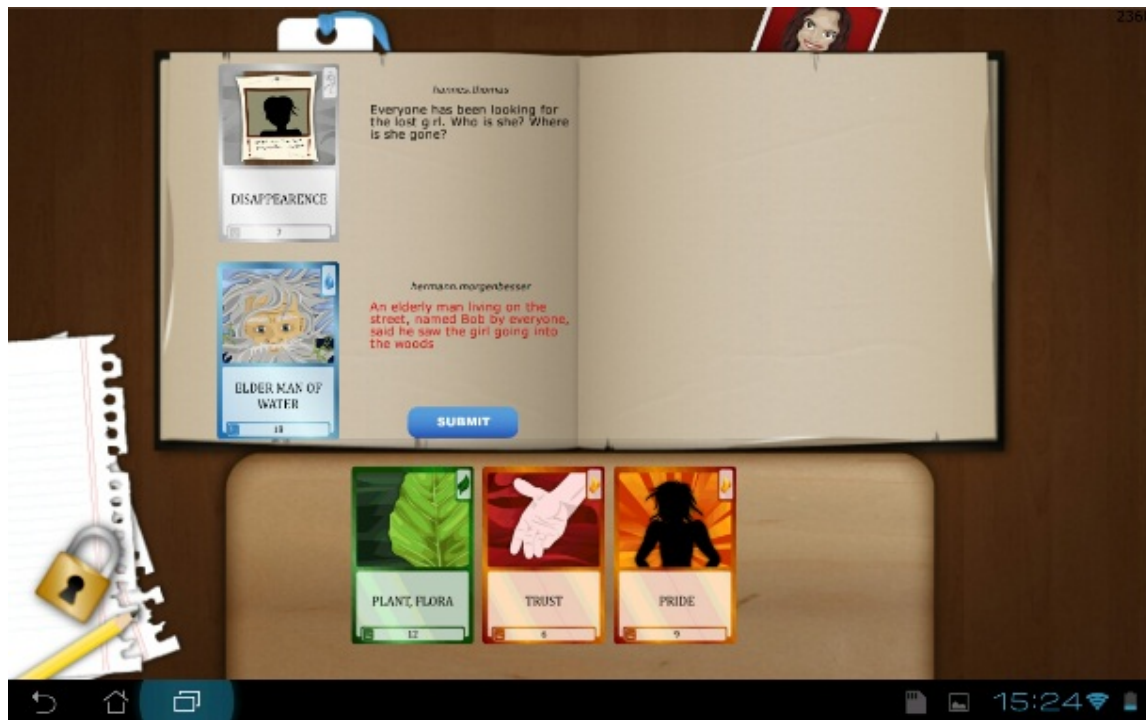 236
hannes.thomas
Everyone has been looking for
the lost girl. Who is she? Where
is she gone?
DISAPPEARENCE
7
hermann.morgenbesser
An elderly man living on the
street, named Bob by everyone,
said he saw the girl going into
the woods
ELDER MAN OF
WATER
18
SUBMIT
PLANT, FLORA
12
TRUST
6
PRIDE
9
15:24